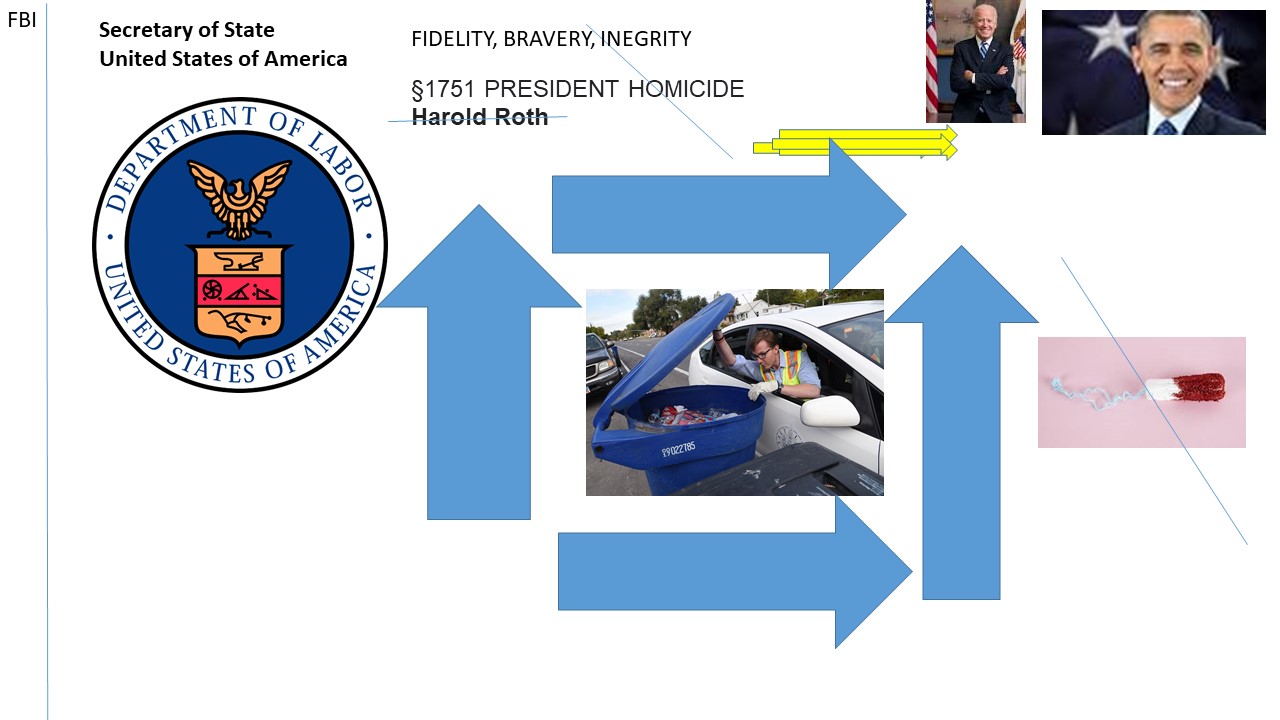 FBI
Secretary of State
United States of America
FIDELITY, BRAVERY, INEGRITY
§1751 PRESIDENT HOMICIDE
Harold Roth
DEPARTMENT OF LABOR
UNITED STATES OF AMERICA